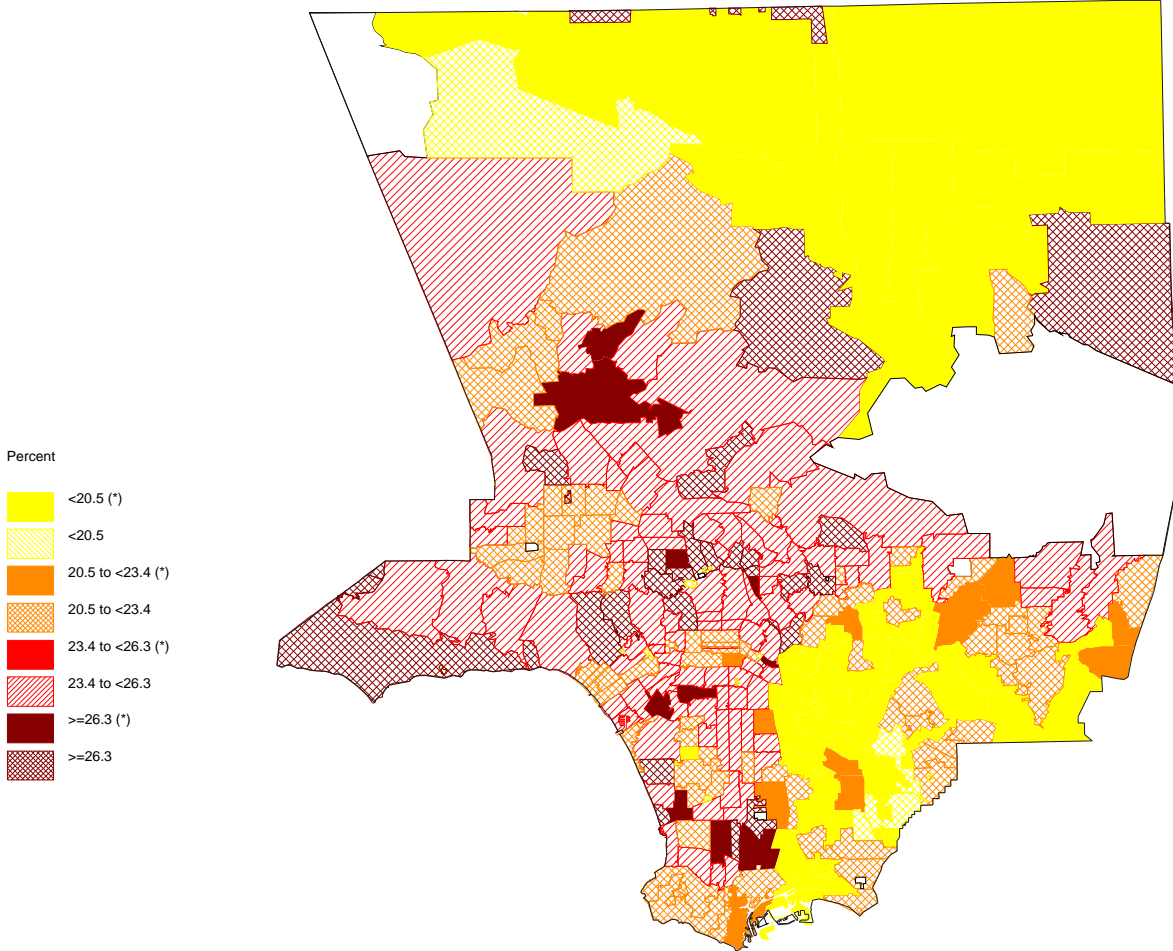 Percent
<20.5 (*)
<20.5
20.5 to <23.4 (*)
20.5 to <23.4
23.4 to <26.3 (*)
23.4 to <26.3
>=26.3 (*)
>=26.3